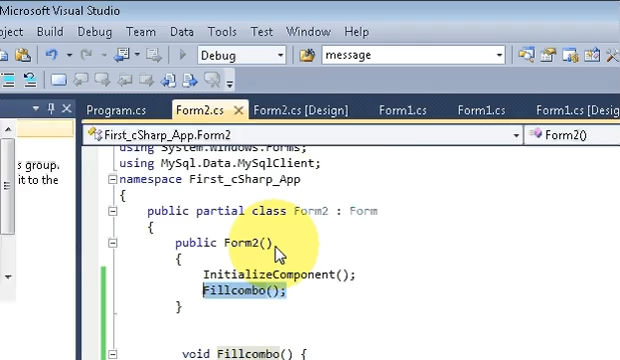 Microsoft Visual Studio
oject Build Debug Team Data Tools Test Window Help
Debug message
Program.cs Form2.cs Form2.cs [Design] Form1.cs Form1.cs Form1.cs [Design]
First_cSharp_App.Form2 Form2()
s group.
it to the
using System.Windows.Forms;
using MySql.Data.MySqlClient;
namespace First_cSharp_App
{
public partial class Form2 : Form
{
public Form2()
{
InitializeComponent();
Fillcombo();
}
void Fillcombo() {